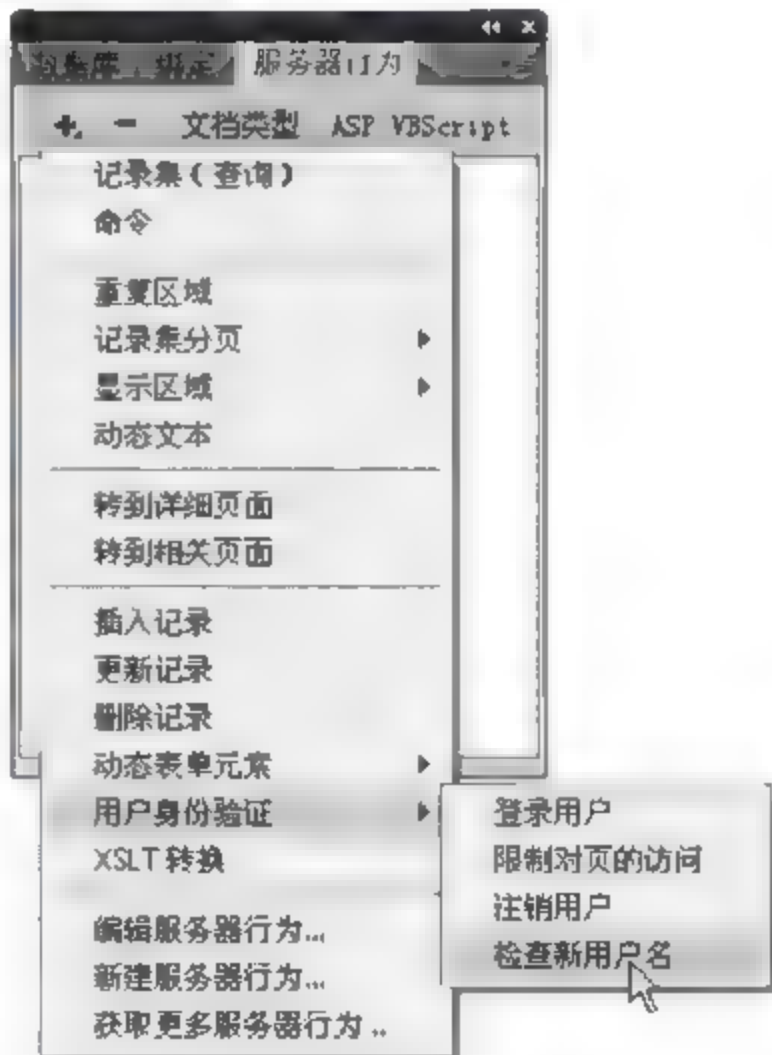 服务器行为
文档类型 ASP VBScript
记录集(查询)
命令
重复区域
记录集分页
显示区域
动态文本
转到详细页面
转到相关页面
插入记录
更新记录
删除记录
动态表单元素
用户身份验证
XSLT 转换
编辑服务器行为...
新建服务器行为...
获取更多服务器行为...
登录用户
限制对页的访问
注销用户
检查新用户名